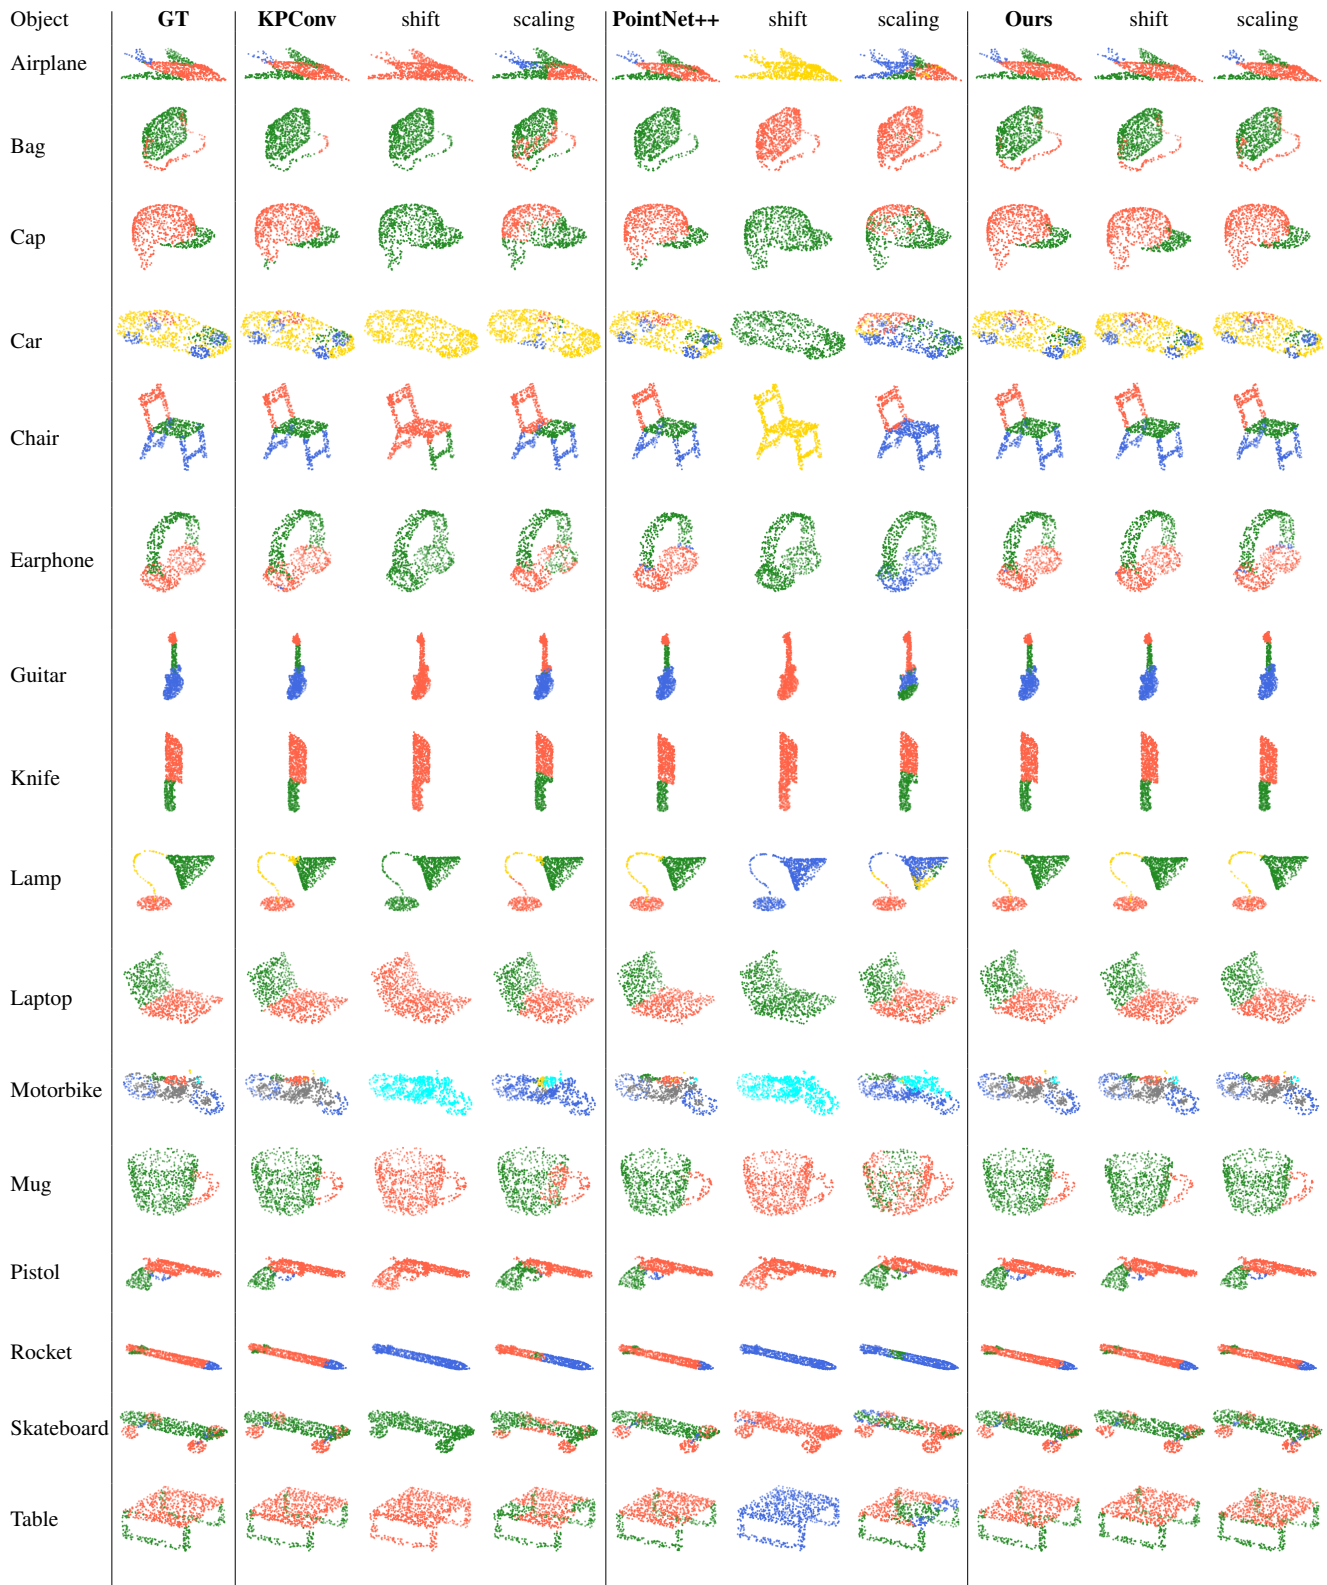 Object GT KPConv shift scaling PointNet++ shift scaling Ours shift scaling
Airplane
Bag
Cap
Car
Chair
Earphone
Guitar
Knife
Lamp
Laptop
Motorbike
Mug
Pistol
Rocket
Skateboard
Table